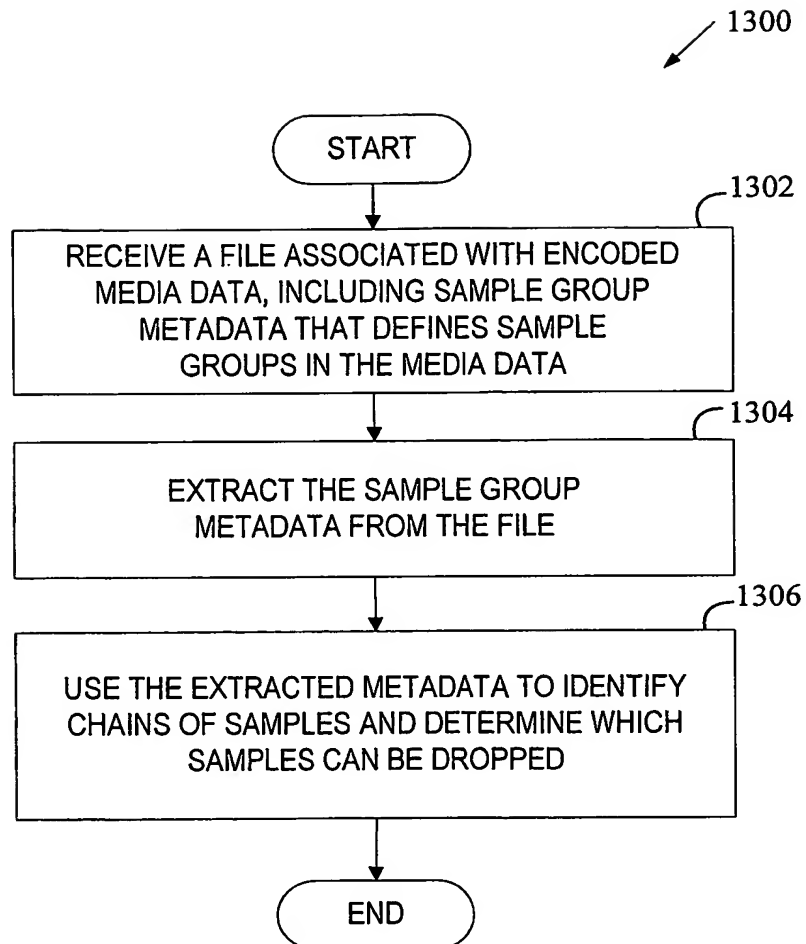 1300
START
1302
RECEIVE A FILE ASSOCIATED WITH ENCODED
MEDIA DATA, INCLUDING SAMPLE GROUP
METADATA THAT DEFINES SAMPLE
GROUPS IN THE MEDIA DATA.
1304
EXTRACT THE SAMPLE GROUP
METADATA FROM THE FILE
1306
USE THE EXTRACTED METADATA TO IDENTIFY
CHAINS OF SAMPLES AND DETERMINE WHICH
SAMPLES CAN BE DROPPED
END